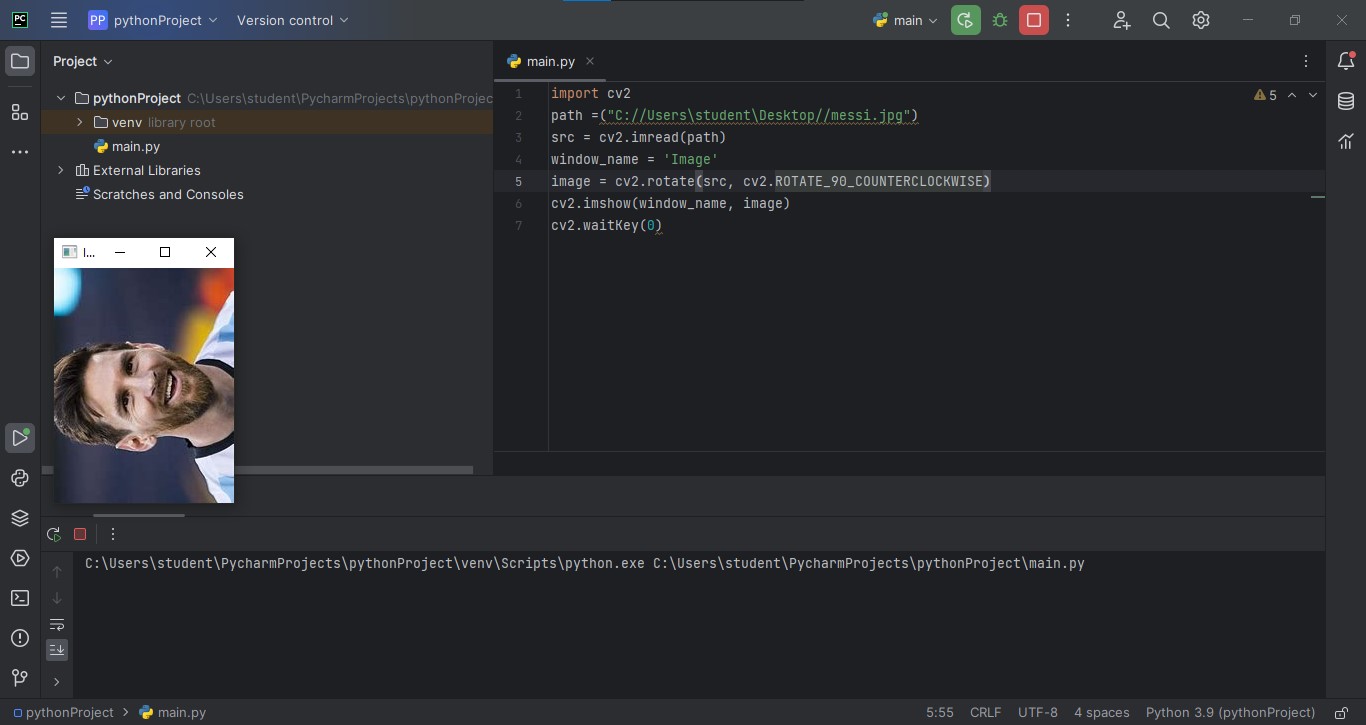 PC
PP pythonProject Version control main
Project
main.py
pythonProject C:\Users\student\PycharmProjects\pythonProjec
venv library root
main.py
External Libraries
Scratches and Consoles
1 import cv2
5
2 path =("C://Users\student\Desktop//messi.jpg")
3 src = cv2.imread(path)
4 window_name = 'Image'
5 image = cv2.rotate(src, cv2.ROTATE_90_COUNTERCLOCKWISE)
6 cv2.imshow(window_name, image)
7 cv2.waitKey(0)
I...
C:\Users\student\PycharmProjects\pythonProject\venv\Scripts\python.exe C:\Users\student\PycharmProjects\pythonProject\main.py
pythonProject > main.py 5:55 CRLF UTF-8 4 spaces Python 3.9 (pythonProject)